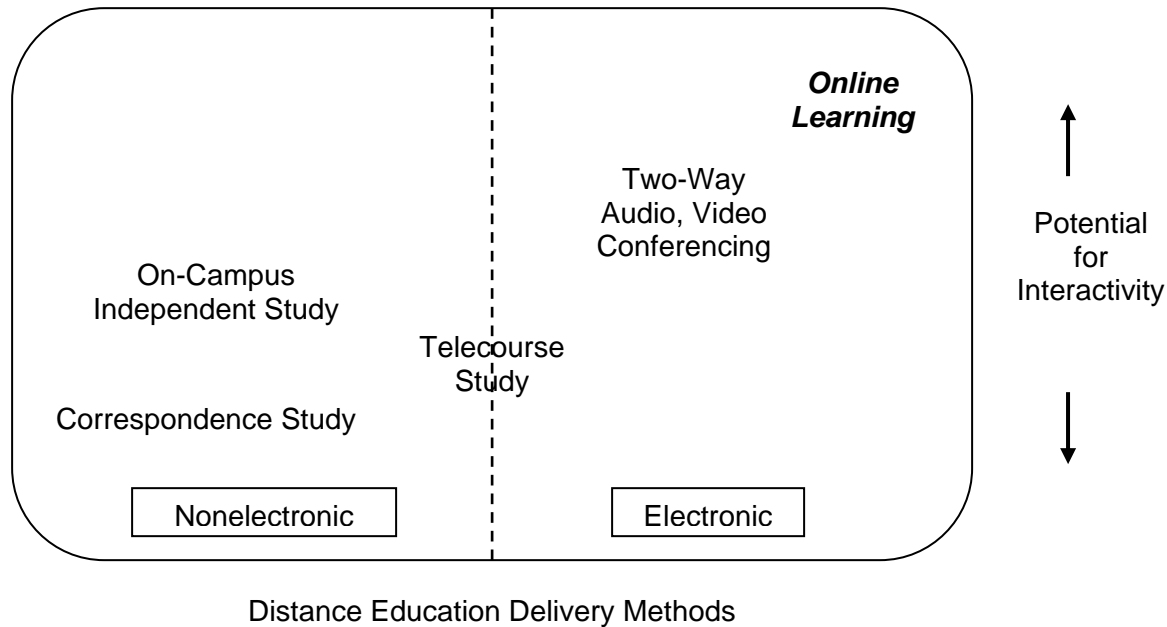 Online
Learning
Two-Way
Audio, Video
Conferencing
On-Campus
Independent Study
Telecourse
Study
Correspondence Study
Nonelectronic
Electronic
Potential
for
Interactivity
Distance Education Delivery Methods